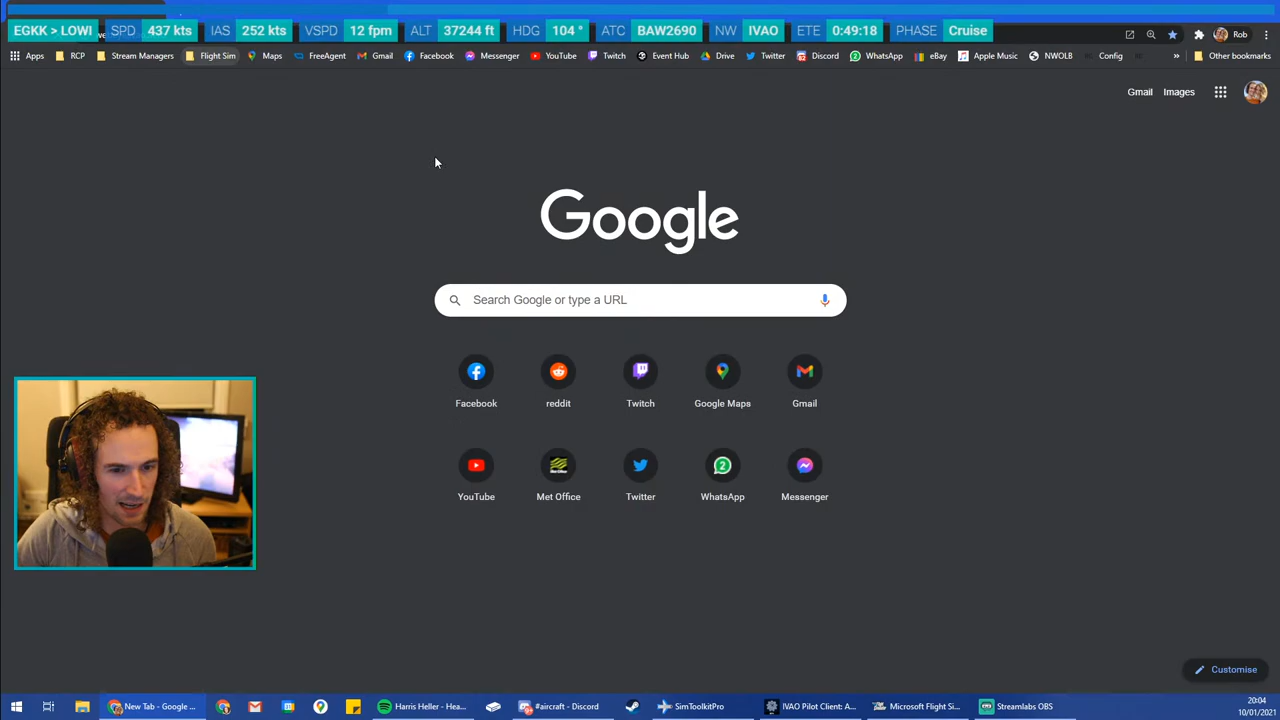 EGKK > LOWI SPD 437 kts IAS 252 kts VSPD 12 fpm ALT 37244 ft HDG 104 ° ATC BAW2690 NW IVAO ETE 0:49:18 PHASE Cruise Rob
Apps RCP Stream Managers Flight Sim Maps FreeAgent Gmail Facebook Messenger YouTube Twitch Event Hub Drive Twitter Discord WhatsApp eBay Apple Music NWOLB Config » Other bookmarks
Gmail Images
Google
Search Google or type a URL
Facebook reddit Twitch Google Maps Gmail
YouTube Met Office Twitter WhatsApp Messenger
Customise
New Tab - Google ... Harris Heller - Hea... #aircraft - Discord SimToolkitPro IVAO Pilot Client: A... Microsoft Flight Si... Streamlabs OBS
20:04
10/01/2021